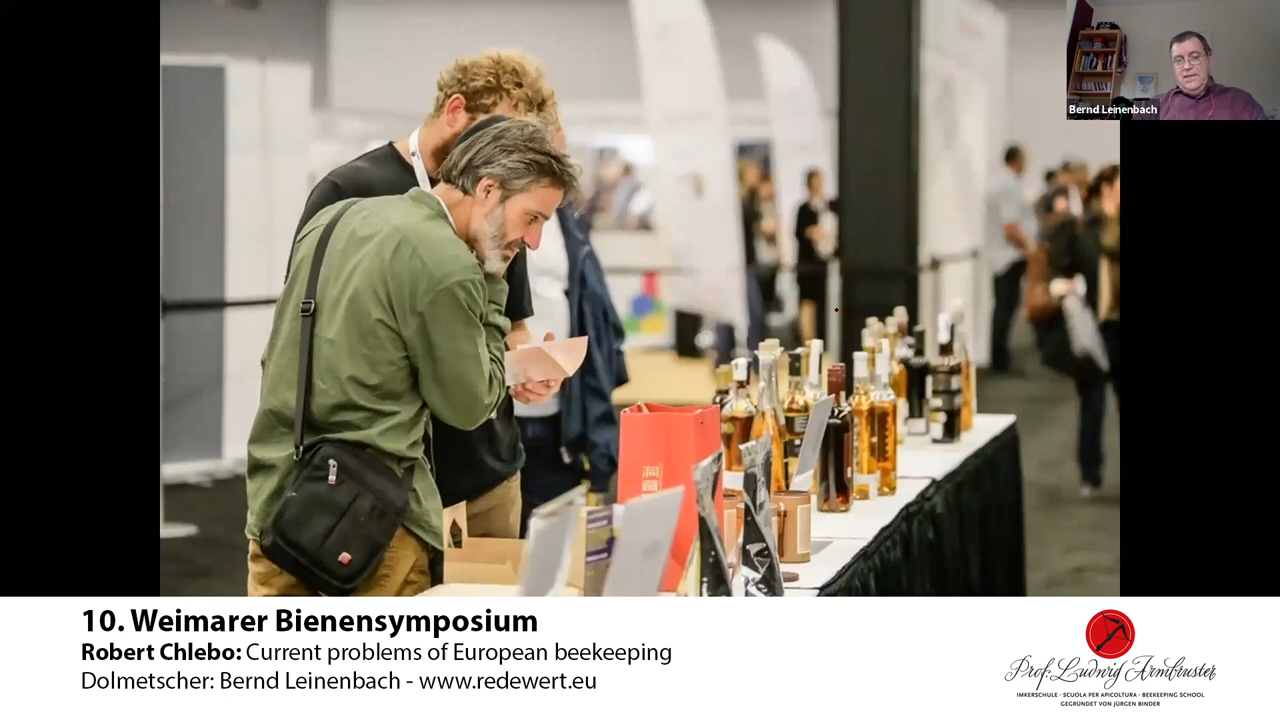 Bernd Leinenbach
10. Weimarer Bienensymposium
Robert Chlebo: Current problems of European beekeeping
Dolmetscher: Bernd Leinenbach - www.redewert.eu
Prof. Ludwig Armbruster
IMKERSCHULE · SCUOLA PER APICOLTURA · BEEKEEPING SCHOOL
GEGRÜNDET VON JÜRGEN BINDER